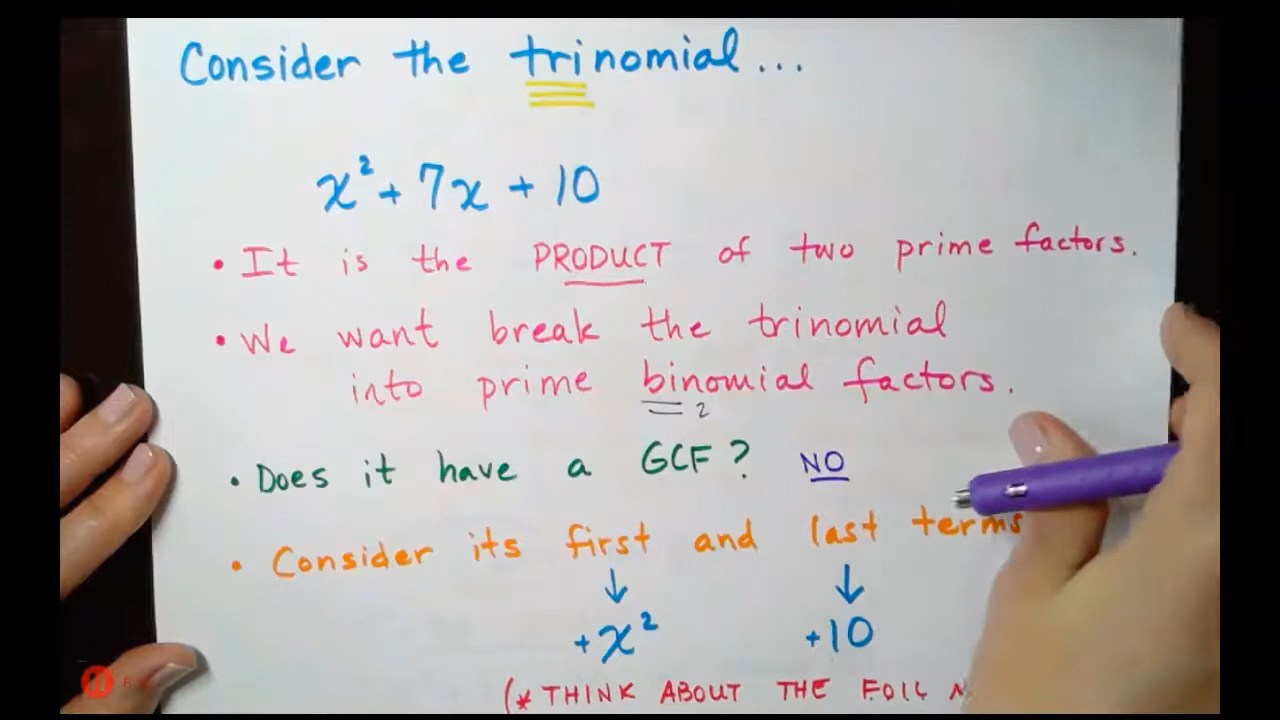 Consider the trinomial...
x² + 7x + 10
• It is the PRODUCT of two prime factors.
• We want break the trinomial
into prime binomial factors.
2
• Does it have a GCF? NO
• Consider its first and last terms
↓ ↓
+x² +10
(* THINK ABOUT THE FOIL